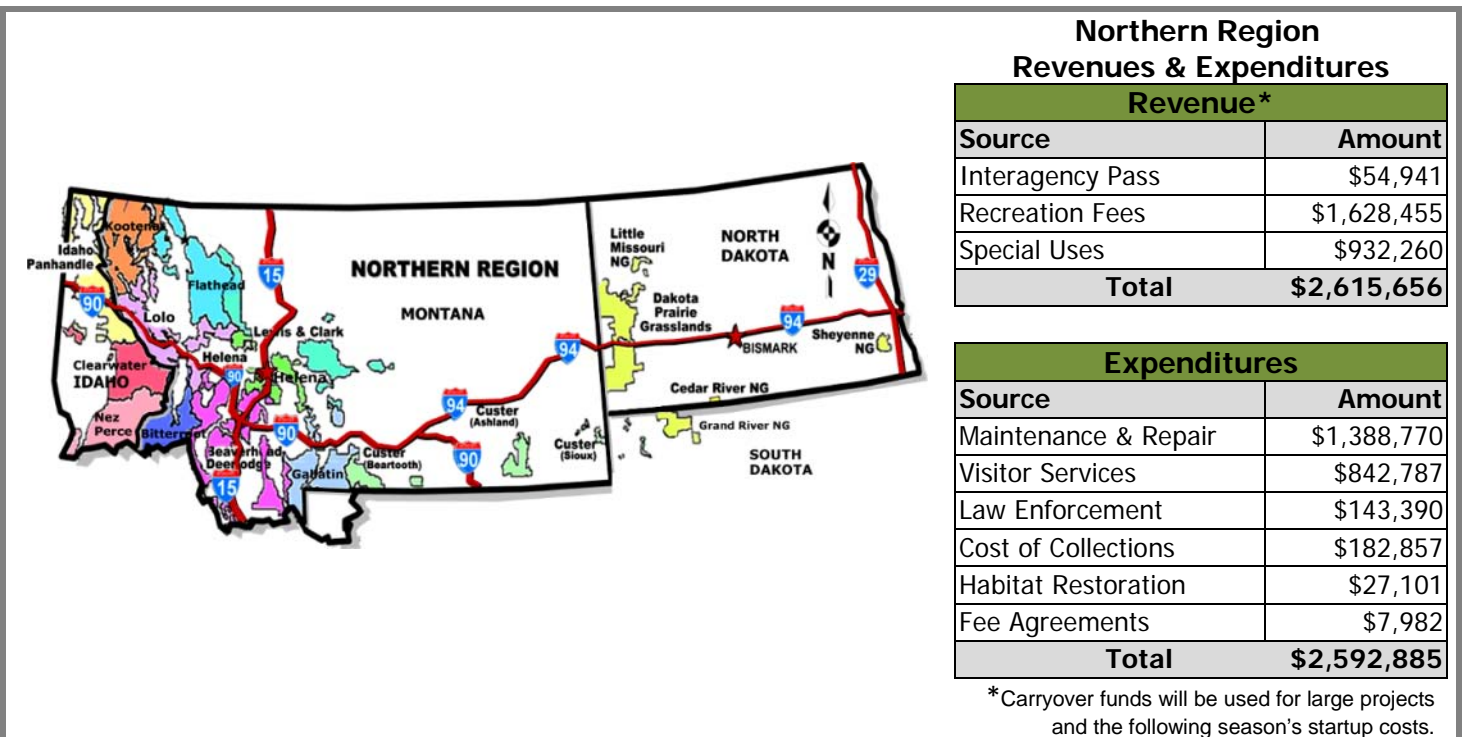 Northern Region
Revenues & Expenditures
Revenue*
Source Amount
Interagency Pass $54,941
Recreation Fees $1,628,455
Special Uses $932,260
Total $2,615,656
Expenditures
Source Amount
Maintenance & Repair $1,388,770
Visitor Services $842,787
Law Enforcement $143,390
Cost of Collections $182,857
Habitat Restoration $27,101
Fee Agreements $7,982
Total $2,592,885
*Carryover funds will be used for large projects
and the following season's startup costs.
Kootenai
Idaho
Panhandle
90
Flathead
15
NORTHERN REGION
MONTANA
Lolo
Lewis & Clark
Helena
90
Helena
Clearwater
IDAHO
Nez
Perce
Bitterroot
Beaverhead
Deerlodge
15
90
Gallatin
Custer
(Beartooth)
94
Custer
(Ashland)
90
94
Custer
(Sioux)
Little
Missouri
NG
NORTH
DAKOTA
N
29
Dakota
Prairie
Grasslands
94
BISMARK
Sheyenne
NG
Cedar River NG
Grand River NG
SOUTH
DAKOTA